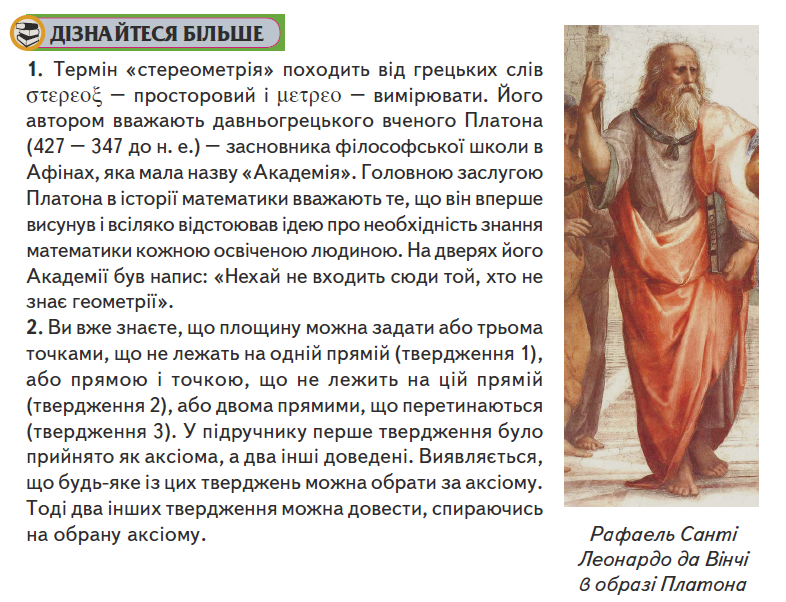 ДІЗНАЙТЕСЯ БІЛЬШЕ
1. Термін «стереометрія» походить від грецьких слів
στερεοξ — просторовий і μετρεο — вимірювати. Його
автором вважають давньогрецького вченого Платона
(427 — 347 до н. е.) — засновника філософської школи в
Афінах, яка мала назву «Академія». Головною заслугою
Платона в історії математики вважають те, що він вперше
висунув і всіляко відстоював ідею про необхідність знання
математики кожною освіченою людиною. На дверях його
Академії був напис: «Нехай не входить сюди той, хто не
знає геометрії».
2. Ви вже знаєте, що площину можна задати або трьома
точками, що не лежать на одній прямій (твердження 1),
або прямою і точкою, що не лежить на цій прямій
(твердження 2), або двома прямими, що перетинаються
(твердження 3). У підручнику перше твердження було
прийнято як аксіома, а два інші доведені. Виявляється,
що будь-яке із цих тверджень можна обрати за аксіому.
Тоді два інших твердження можна довести, спираючись
на обрану аксіому.
Рафаель Санті
Леонардо да Вінчі
в образі Платона